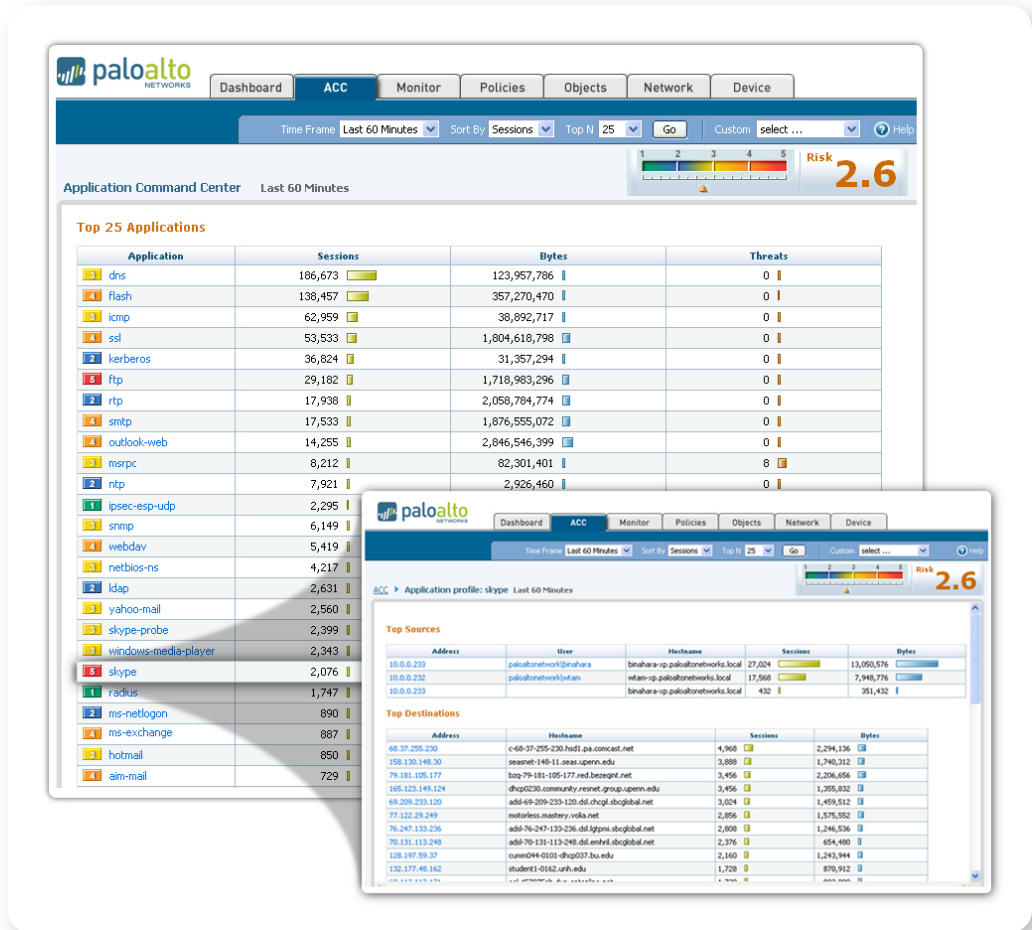 paloalto
NETWORKS
Dashboard ACC Monitor Policies Objects Network Device
Time Frame Last 60 Minutes Sort By Sessions Top N 25 Go Custom select ... ? Help
1 2 3 4 5 Risk 2.6
Application Command Center Last 60 Minutes
Top 25 Applications
Application Sessions Bytes Threats
3 dns 186,673 123,957,786 0
4 flash 138,457 357,270,470 0
3 icmp 62,959 38,892,717 0
4 ssl 53,533 1,804,618,798 0
2 kerberos 36,824 31,357,294 0
5 ftp 29,182 1,718,983,296 0
2 rtp 17,938 2,058,784,774 0
4 smtp 17,533 1,876,555,072 0
4 outlook-web 14,255 2,846,546,399 0
3 msrpc 8,212 82,301,401 8
2 ntp 7,921 2,926,460 0
1 ipsec-esp-udp 2,295
3 snmp 6,149
4 webdav 5,419
3 netbios-ns 4,217
2 ldap 2,631
3 yahoo-mail 2,560
3 skype-probe 2,399
3 windows-media-player 2,343
5 skype 2,076
1 radius 1,747
2 ms-netlogon 890
4 ms-exchange 887
3 hotmail 850
4 aim-mail 729
paloalto
NETWORKS
Dashboard ACC Monitor Policies Objects Network Device
Time Frame Last 60 Minutes Sort By Sessions Top N 25 Go Custom select ... ? Help
1 2 3 4 5 Risk 2.6
ACC Application profile: skype Last 60 Minutes
Top Sources
Address User Hostname Sessions Bytes
10.0.0.233 paloaltonetwork\binahara binahara-xp.paloaltonetworks.local 27,024 13,050,576
10.0.0.232 paloaltonetwork\wtam wtam-xp.paloaltonetworks.local 17,568 7,948,776
10.0.0.233 binahara-xp.paloaltonetworks.local 432 351,432
Top Destinations
Address Hostname Sessions Bytes
68.37.255.230 c-68-37-255-230.hsd1.pa.comcast.net 4,968 2,294,136
158.130.148.30 seasnet-148-11.seas.upenn.edu 3,888 1,740,312
79.181.105.177 bzq-79-181-105-177.red.bezeqint.net 3,456 2,206,656
165.123.149.124 dhcp0230.community.resnet.group.upenn.edu 3,456 1,355,832
69.209.233.120 adsl-69-209-233-120.dsl.chcgil.sbcglobal.net 3,024 1,459,512
77.122.29.249 motorless.mastery.volia.net 2,856 1,575,552
76.247.133.236 adsl-76-247-133-236.dsl.lgtpmi.sbcglobal.net 2,808 1,246,536
70.131.113.248 adsl-70-131-113-248.dsl.emhril.sbcglobal.net 2,376 654,480
128.197.59.37 cumm044-0101-dhcp037.bu.edu 2,160 1,243,944
132.177.48.162 student1-0162.unh.edu 1,728 870,912